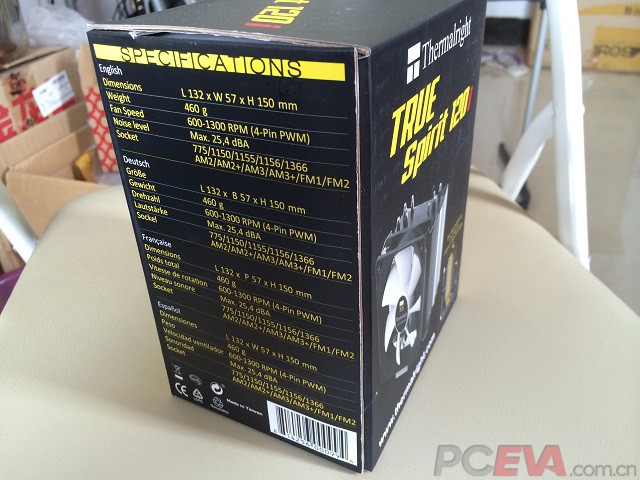 t 120
SPECIFICATIONS
English
Dimensions L 132 x W 57 x H 150 mm
Weight 460 g
Fan Speed 600-1300 RPM (4-Pin PWM)
Noise level Max. 25,4 dBA
Socket 775/1150/1155/1156/1366
AM2/AM2+/AM3/AM3+/FM1/FM2
Deutsch
Größe L 132 x B 57 x H 150 mm
Gewicht 460 g
Drehzahl 600-1300 RPM (4-Pin PWM)
Lautstärke Max. 25,4 dBA
Sockel 775/1150/1155/1156/1366
AM2/AM2+/AM3/AM3+/FM1/FM2
Française
Dimensions L 132 x P 57 x H 150 mm
Poids total 460 g
Vitesse de rotation 600-1300 RPM (4-Pin PWM)
Niveau sonore Max. 25,4 dBA
Socket 775/1150/1155/1156/1366
AM2/AM2+/AM3/AM3+/FM1/FM2
Español
Dimensiones L 132 x W 57 x H 150 mm
Peso 460 g
Velocidad ventilador 600-1300 RPM (4-Pin PWM)
Sonoridad Max. 25,4 dBA
Socket 775/1150/1155/1156/1366
AM2/AM2+/AM3/AM3+/FM1/FM2
CE
Made in Taiwan
Thermalright
TRUE
Spirit 120
www.thermalright.com
PCEVA.com.cn